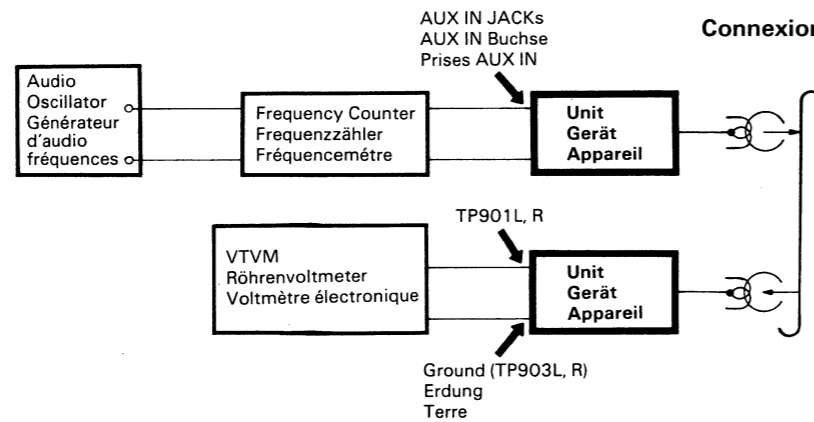 AUX IN JACKs
AUX IN Buchse
Prises AUX IN
Connexion
Audio
Oscillator
Générateur
d'audio
fréquences
Frequency Counter
Frequenzzähler
Fréquencemétre
Unit
Gerät
Appareil
TP901L, R
VTVM
Röhrenvoltmeter
Voltmètre électronique
Unit
Gerät
Appareil
Ground (TP903L, R)
Erdung
Terre